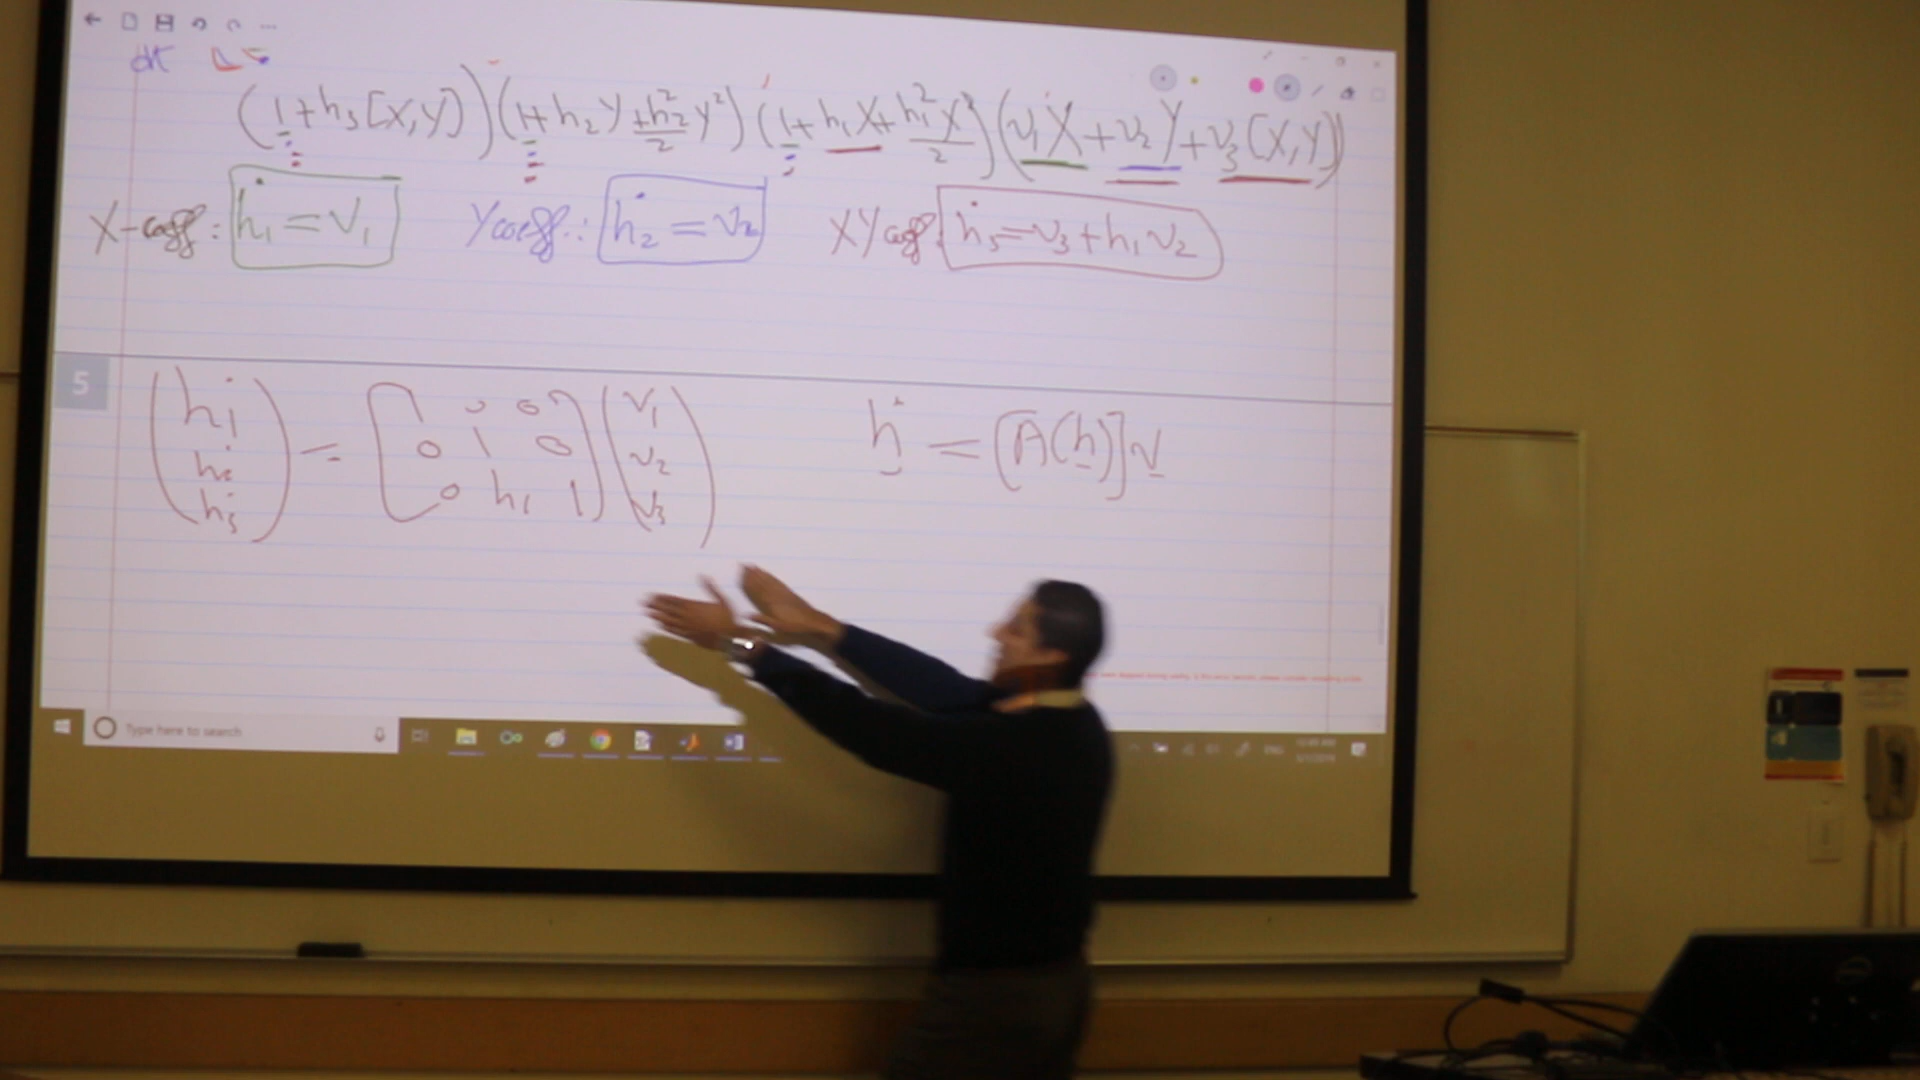 dt
(1+h₃[X,Y])(1+h₂Y+h₂²/2 Y²)(1+h₁X+h₁²X²/2)(v₁X+v₂Y+v₃[X,Y])
X-coeff: ḣ₁=v₁ Y coeff.: ḣ₂=v₂ XY coeff: ḣ₃=v₃+h₁v₂
5
(ḣ₁ ḣ₂ ḣ₃) = [1 0 0 0 1 0 0 h₁ 1] (v₁ v₂ v₃) ḣ = [A(h)]v
Type here to search